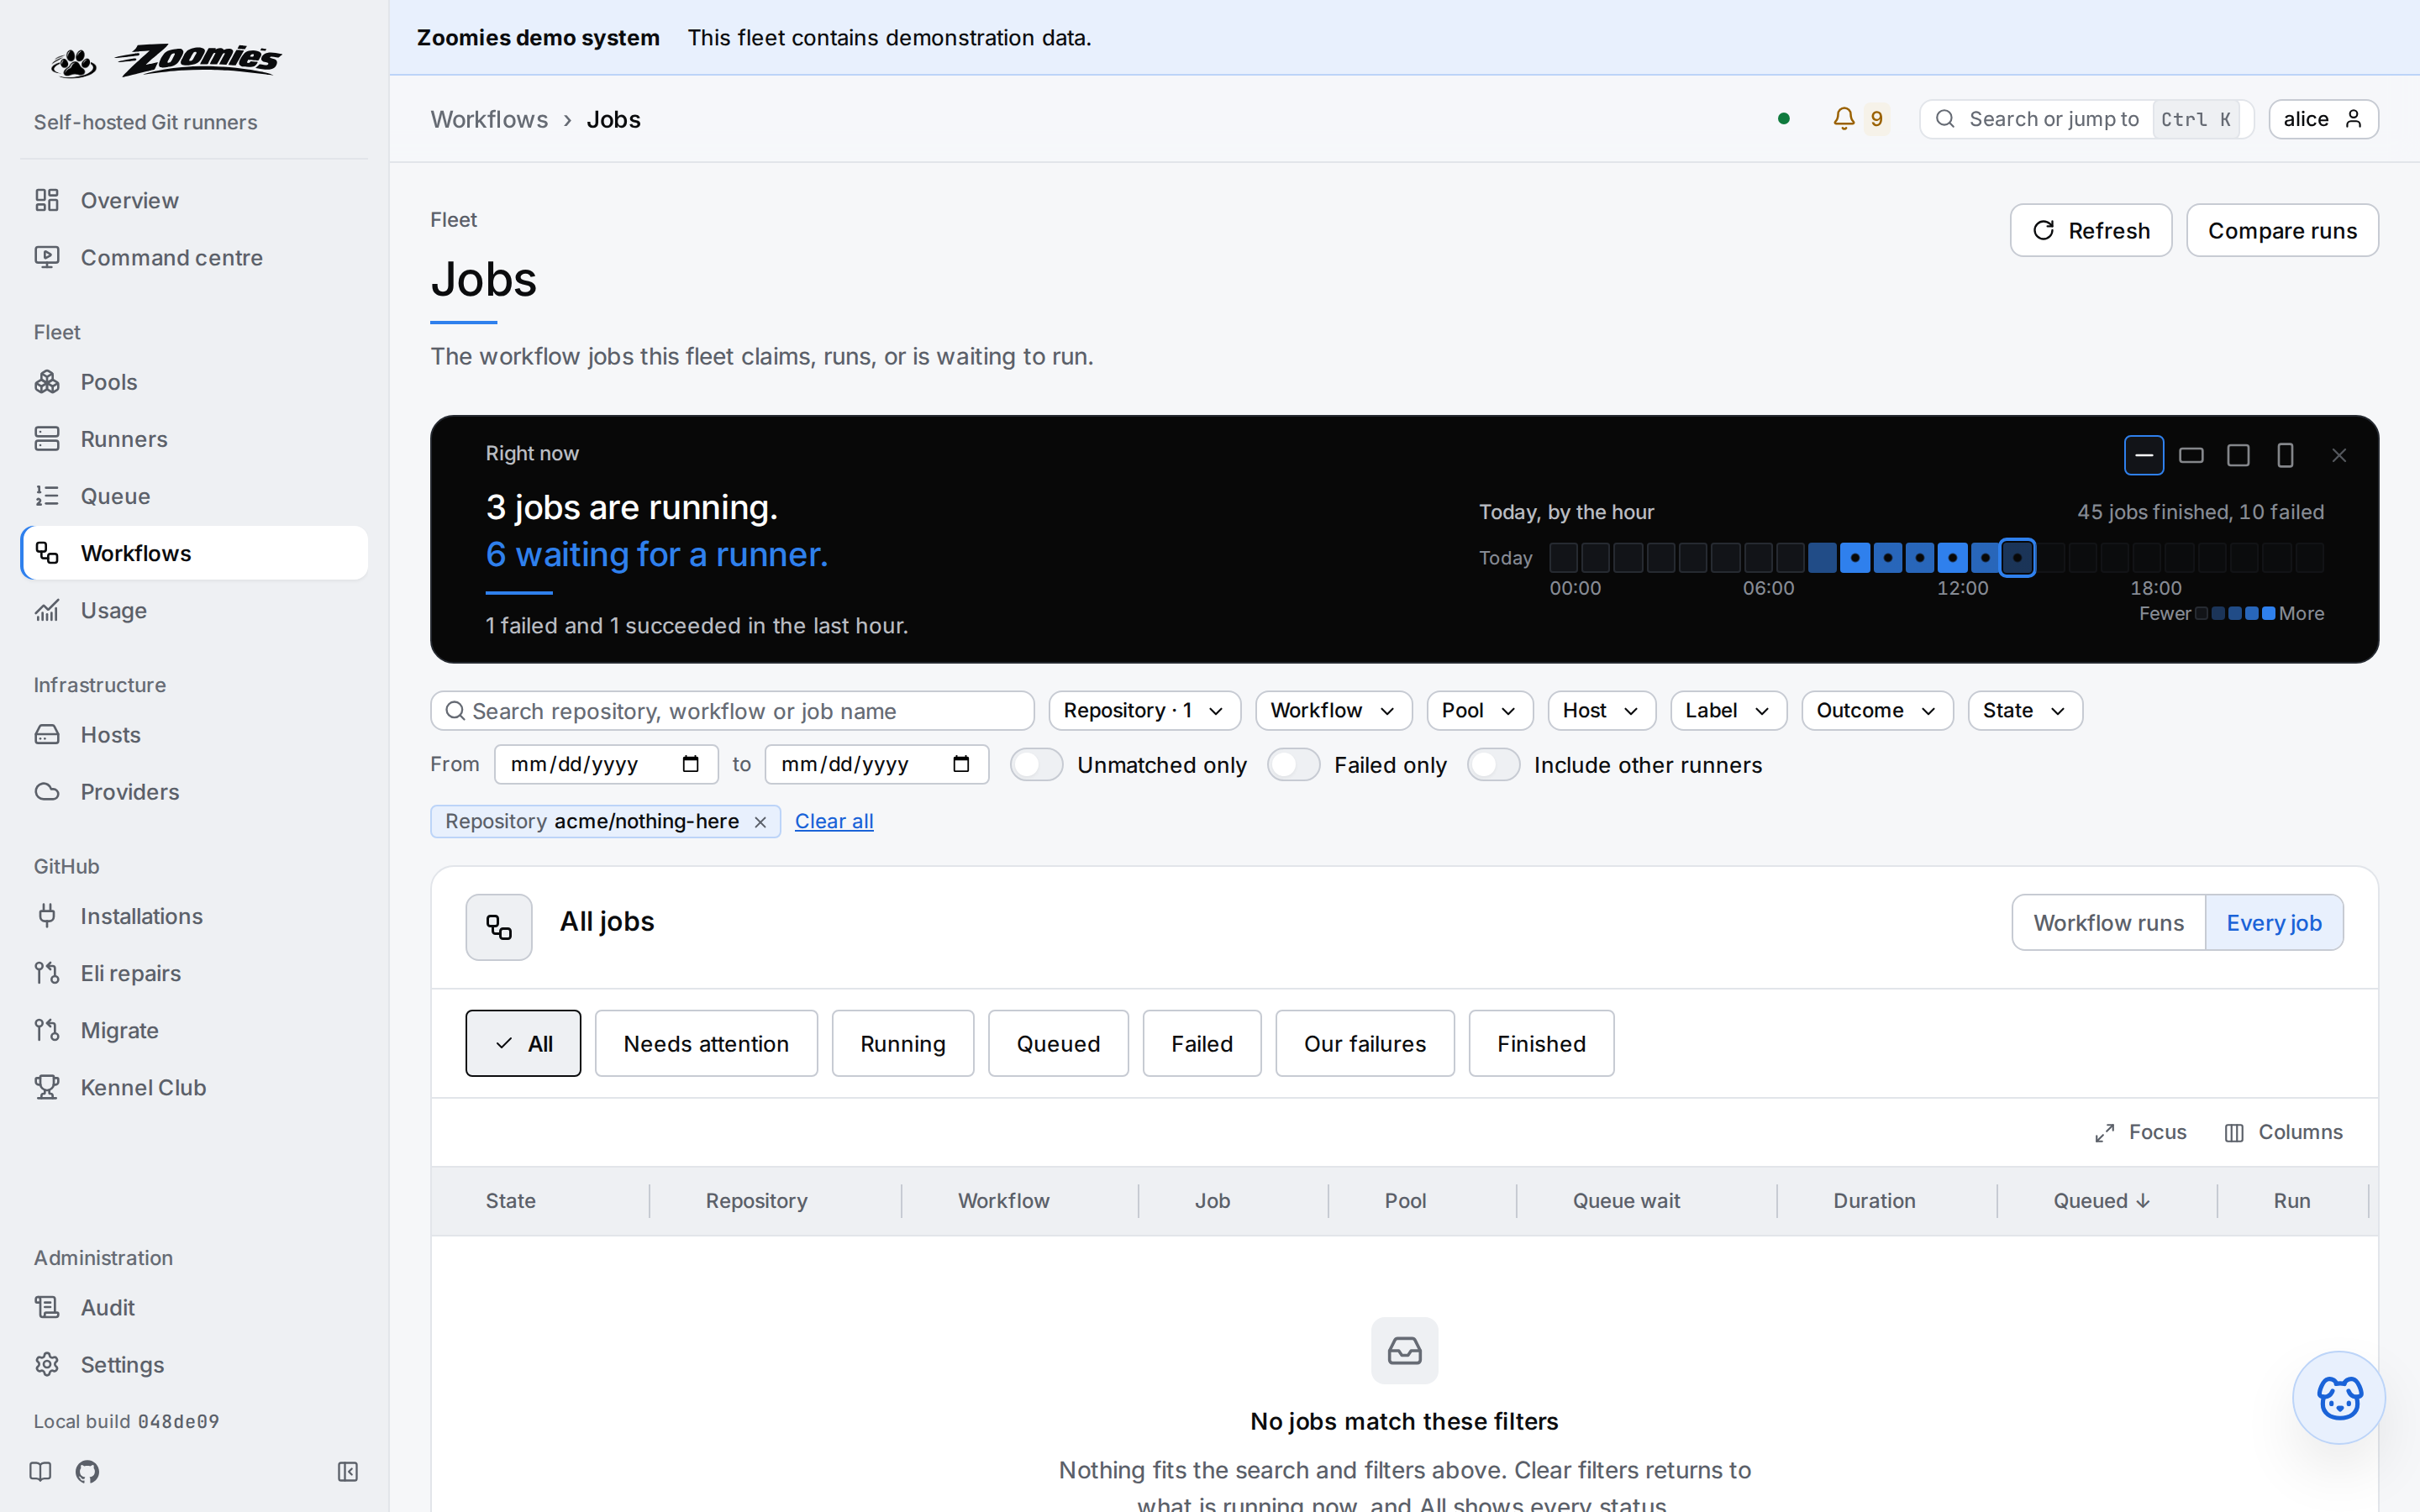 Zoomies
Self-hosted Git runners
Overview
Command centre
Fleet
Pools
Runners
Queue
Workflows
Usage
Infrastructure
Hosts
Providers
GitHub
Installations
Eli repairs
Migrate
Kennel Club
Administration
Audit
Settings
Local build 048de09
Zoomies demo system This fleet contains demonstration data.
Workflows › Jobs
9
Search or jump to Ctrl K
alice
Fleet
Jobs
The workflow jobs this fleet claims, runs, or is waiting to run.
Refresh
Compare runs
Right now
3 jobs are running.
6 waiting for a runner.
1 failed and 1 succeeded in the last hour.
Today, by the hour
45 jobs finished, 10 failed
Today
00:00 06:00 12:00 18:00
Fewer More
Search repository, workflow or job name
Repository · 1
Workflow
Pool
Host
Label
Outcome
State
From mm/dd/yyyy to mm/dd/yyyy
Unmatched only
Failed only
Include other runners
Repository acme/nothing-here
Clear all
All jobs
Workflow runs
Every job
All
Needs attention
Running
Queued
Failed
Our failures
Finished
Focus
Columns
State Repository Workflow Job Pool Queue wait Duration Queued Run
No jobs match these filters
Nothing fits the search and filters above. Clear filters returns to
what is running now, and All shows every status.